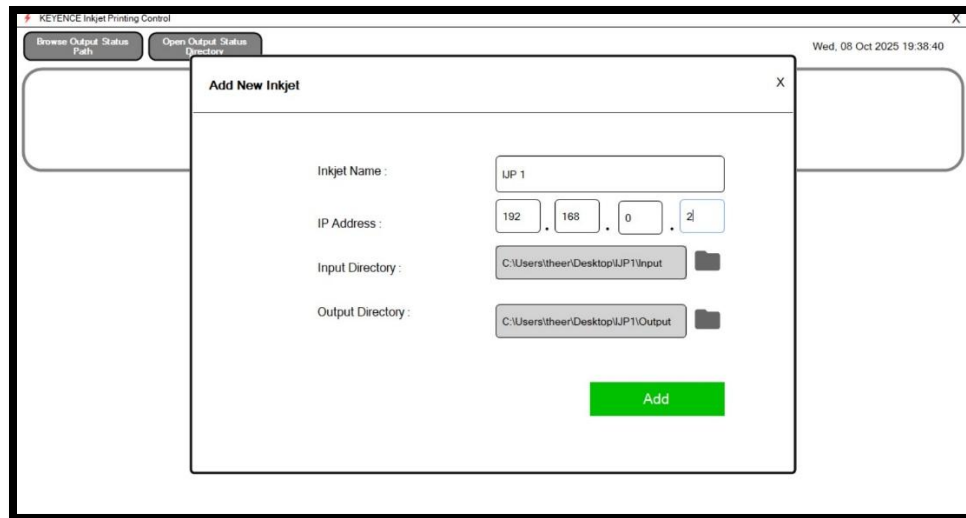 KEYENCE Inkjet Printing Control X
Browse Output Status Path
Open Output Status Directory
Wed, 08 Oct 2025 19:38:40
Add New Inkjet X
Inkjet Name :
IJP 1
IP Address :
192 . 168 . 0 . 2
Input Directory :
C:\Users\theer\Desktop\IJP1\Input
Output Directory :
C:\Users\theer\Desktop\IJP1\Output
Add